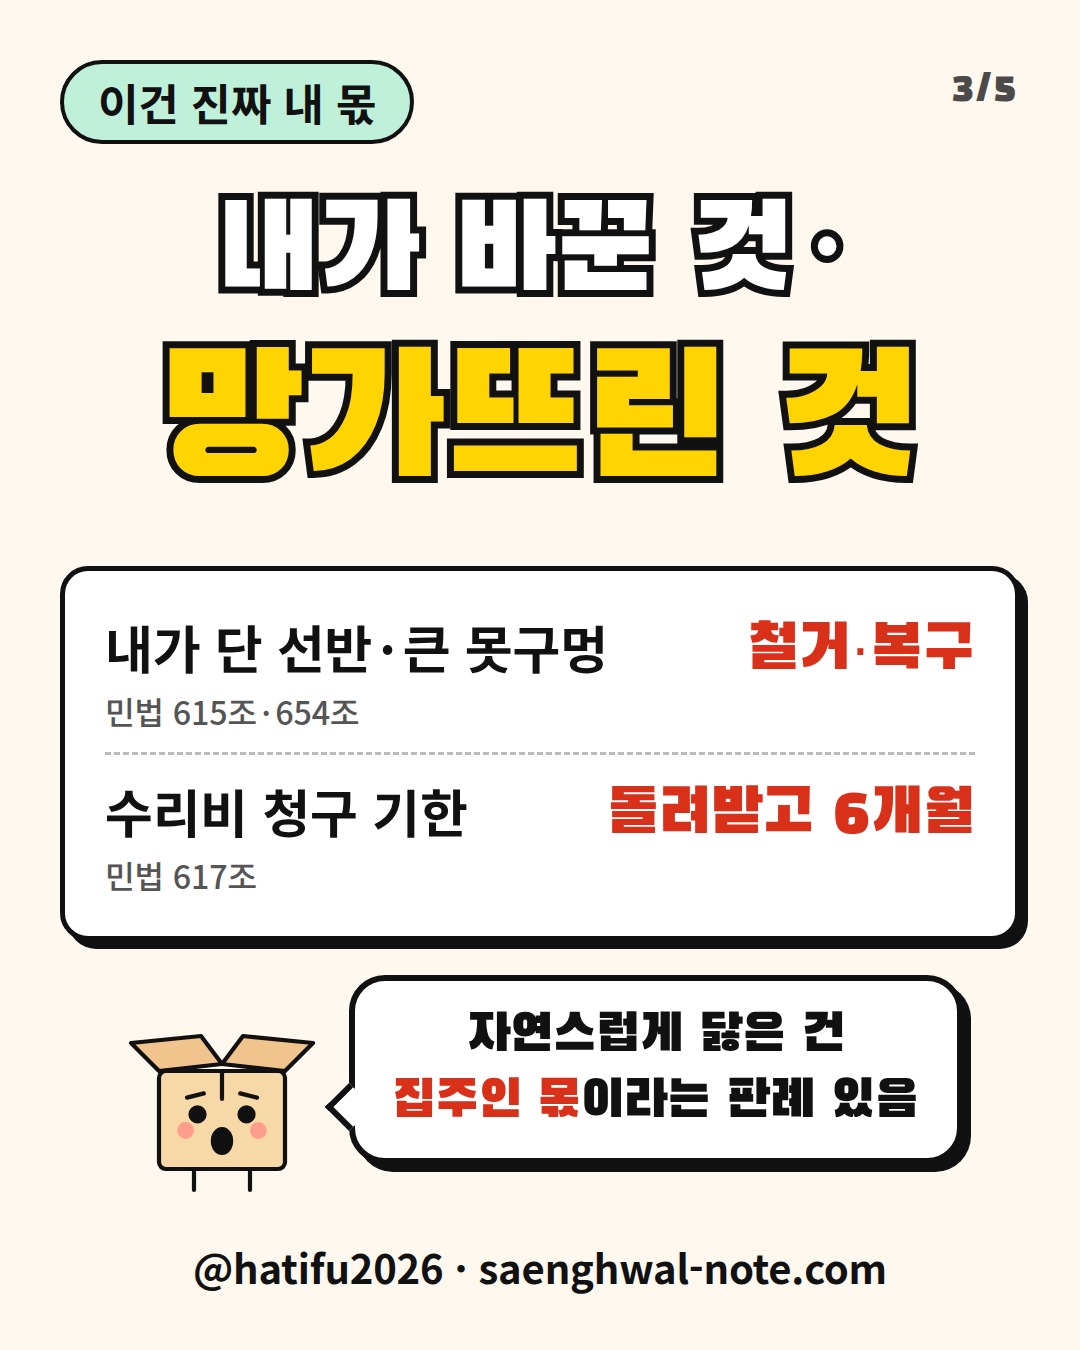 이건 진짜 내 몫
3/5
내가 바꾼 것·
망가뜨린 것
내가 단 선반·큰 못구멍 철거·복구
민법 615조·654조
수리비 청구 기한 돌려받고 6개월
민법 617조
자연스럽게 닳은 건
집주인 몫이라는 판례 있음
@hatifu2026 · saenghwal-note.com